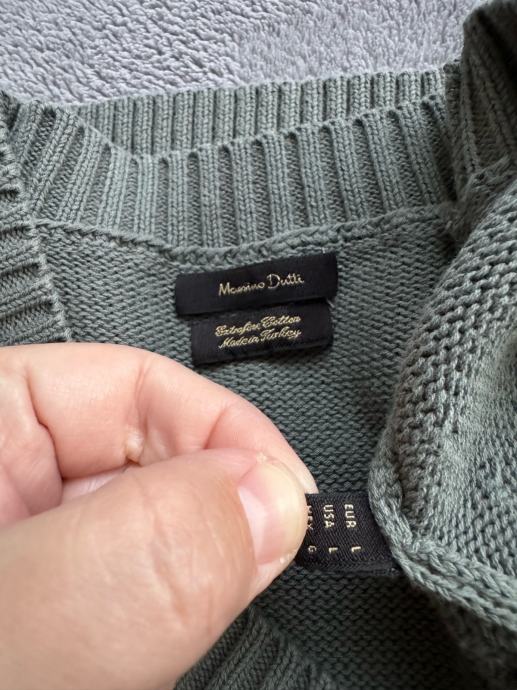 Massimo Dutti
Extrafine Cotton
Made in Turkey
EUR L
USA L
MEX G